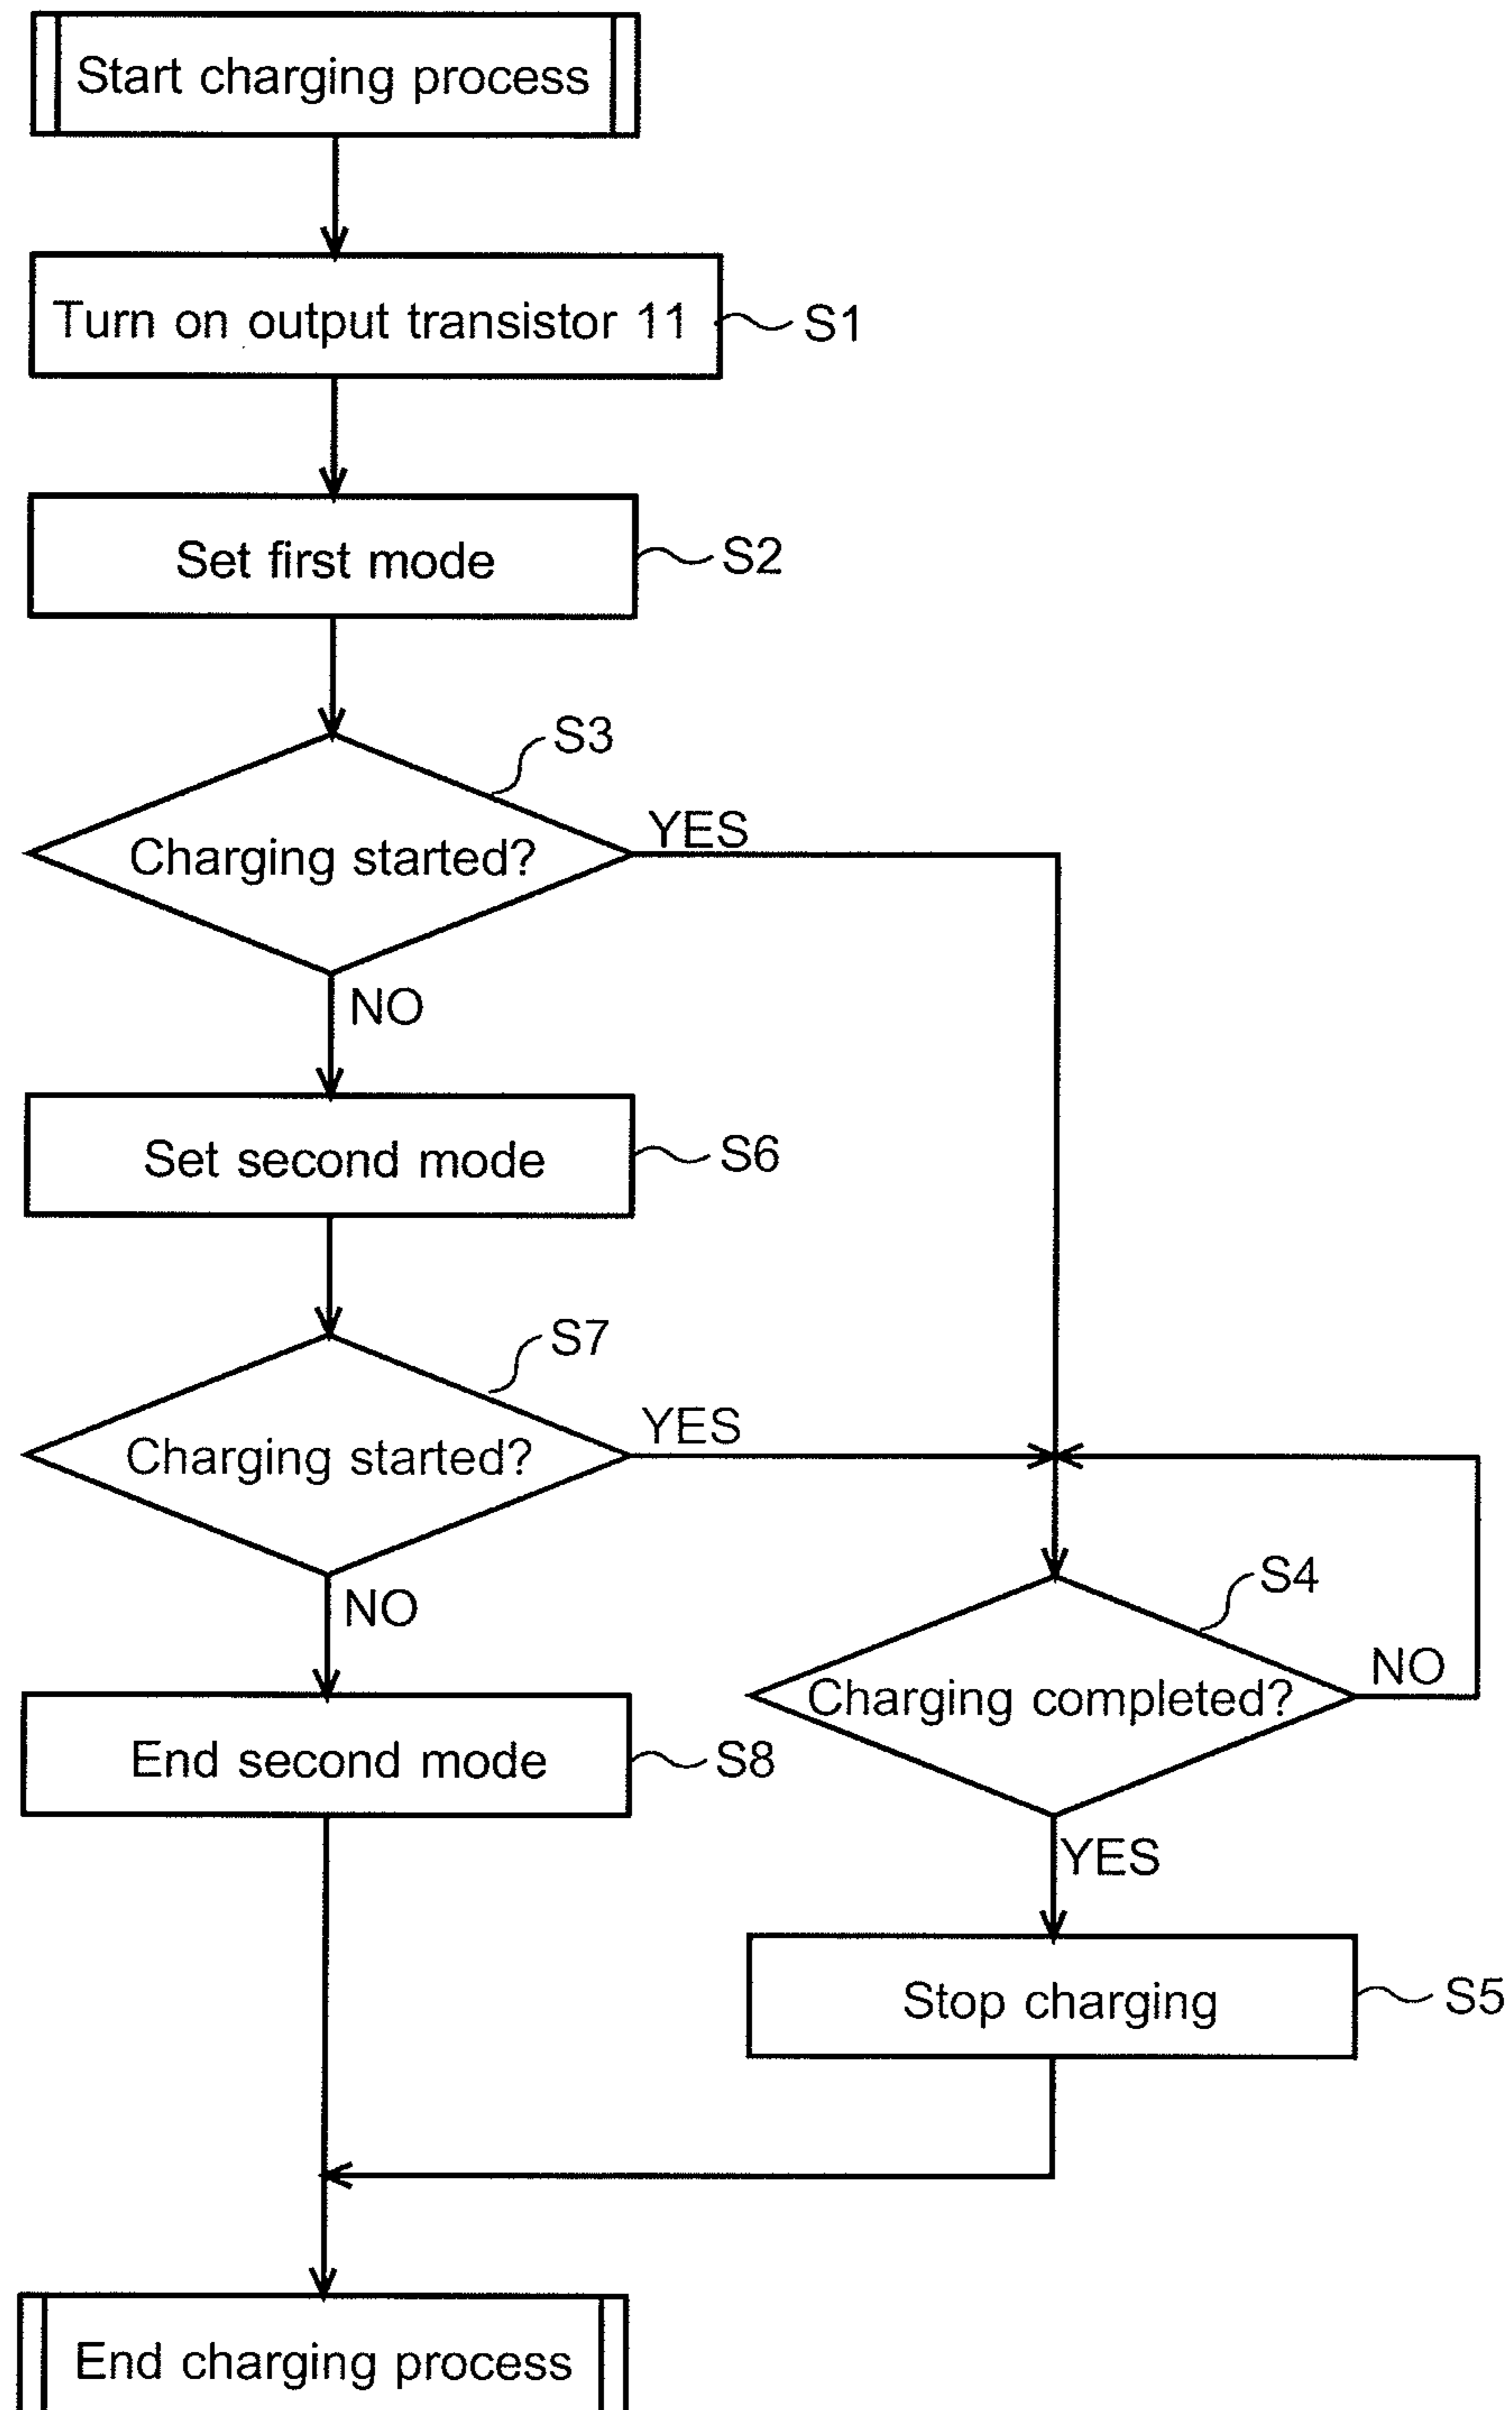 Start charging process
Turn on output transistor 11
S1
Set first mode
S2
S3
Charging started?
YES
NO
Set second mode
S6
S7
Charging started?
YES
NO
S4
Charging completed?
NO
End second mode
S8
YES
Stop charging
S5
End charging process